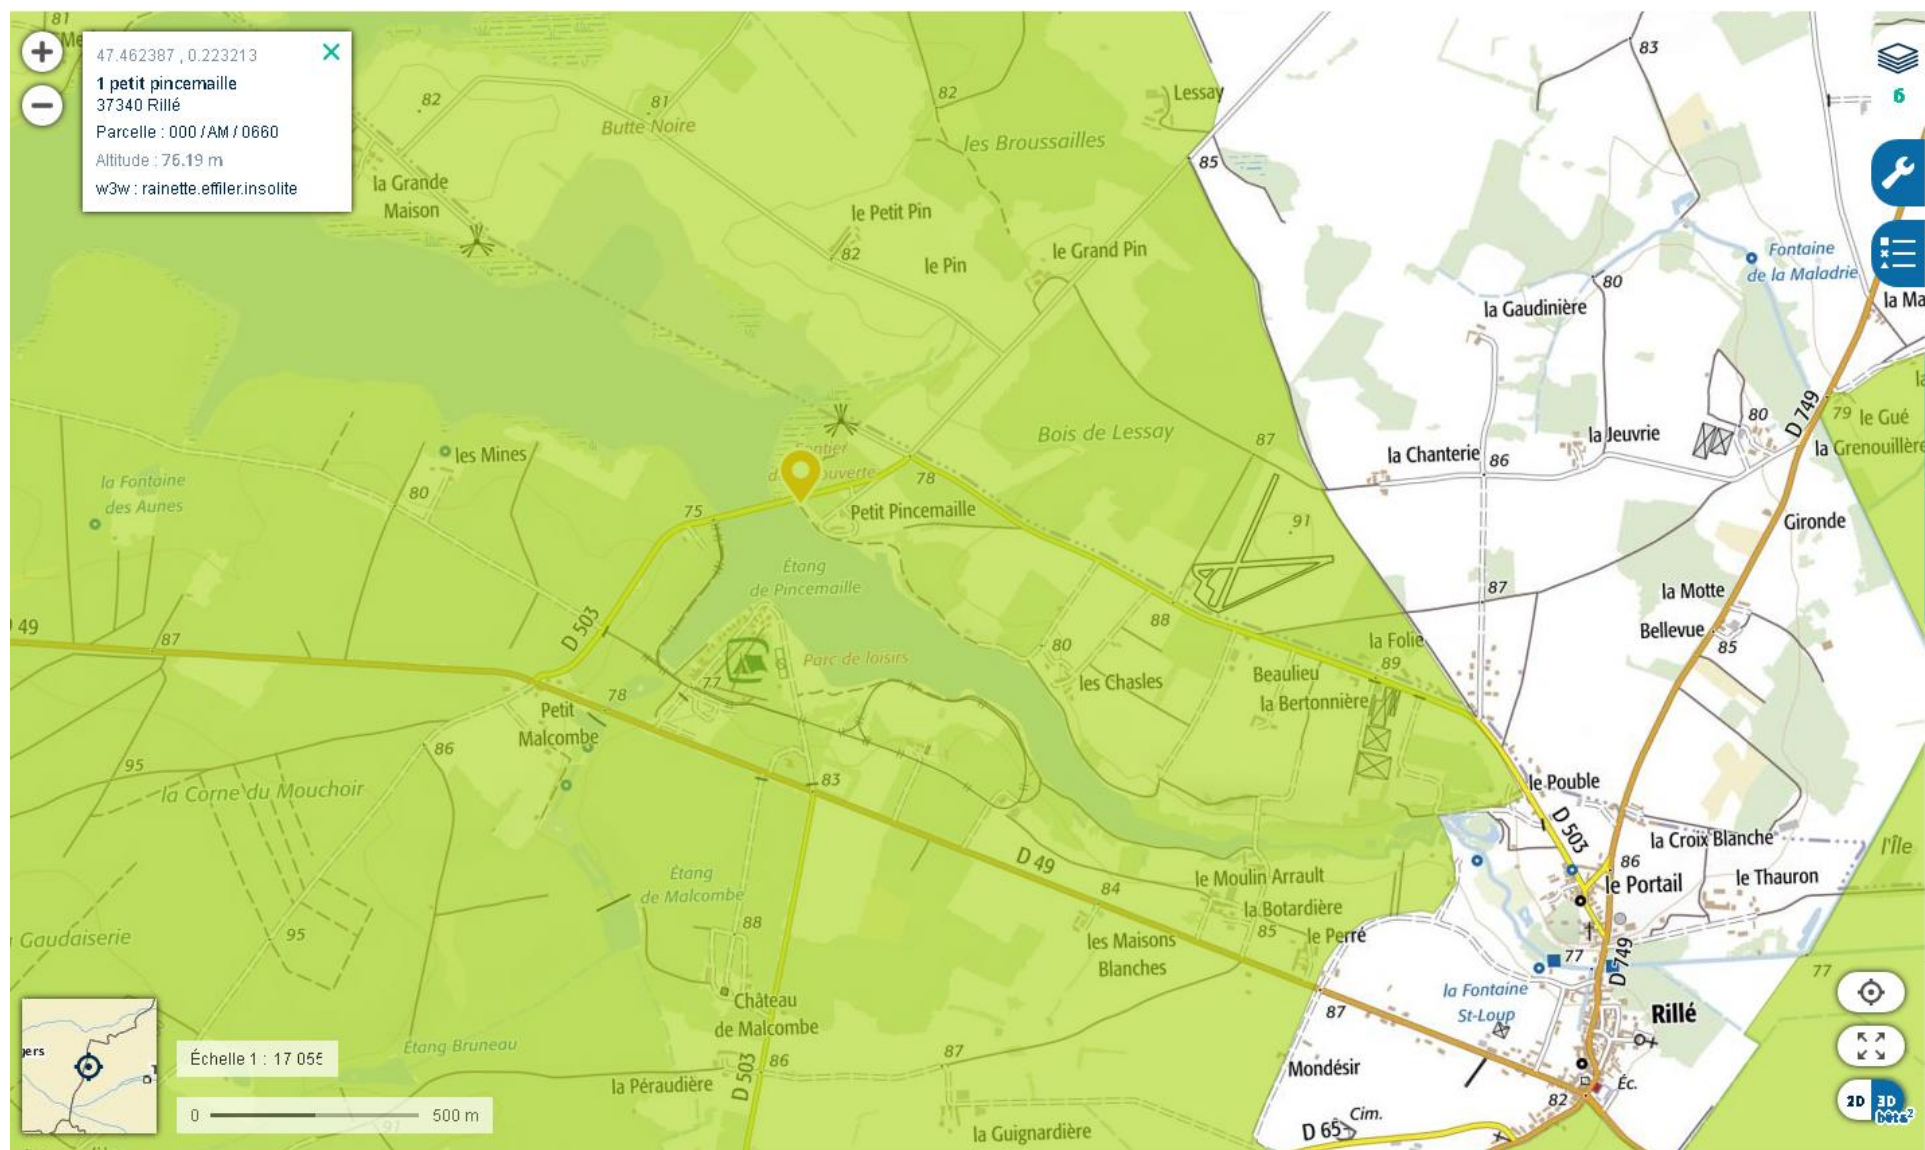 47.462387 , 0.223213
1 petit pincemaille
37340 Rillé
Parcelle : 000 / AM / 0660
Altitude : 76.19 m
w3w : rainette.effiler.insolite
81
82
81
Butte Noire
82
les Broussailles
Lessay
85
83
6
la Grande
Maison
le Petit Pin
82
le Pin
le Grand Pin
Fontaine
de la Maladrie
80
la Gaudinière
la Ma
les Mines
la Fontaine
des Aunes
80
78
Petit Pincemaille
75
Bois de Lessay
87
la Chanterie
86
la Jeuvrie
80
D 749
79
le Gué
la Grenouillère
91
Gironde
Étang
de Pincemaille
88
87
la Motte
Bellevue
85
49
87
D 503
Parc de loisirs
77
80
les Chasles
la Folie
89
Beaulieu
la Bertonnière
78
Petit
Malcombe
86
95
la Corne du Mouchoir
83
le Pouble
D 503
la Croix Blanche
86
le Portail
le Thauron
l'Île
D 49
Étang
de Malcombe
84
le Moulin Arrault
la Botardière
85
le Perré
88
les Maisons
Blanches
Gaudaiserie
95
77
D 749
77
la Fontaine
St-Loup
Rillé
Château
de Malcombe
87
Étang Bruneau
87
la Péraudière
D 503
86
Mondésir
Éc.
82
la Guignardière
D 65
Cim.
Échelle 1 : 17 055
0
500 m
2D
3D
bêta²